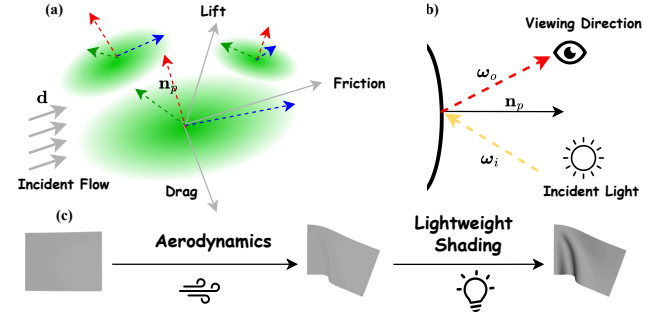 (a)
Lift
n_p
Friction
d
Incident Flow
Drag
b)
Viewing Direction
ω_o
n_p
ω_i
Incident Light
(c)
Aerodynamics
Lightweight
Shading